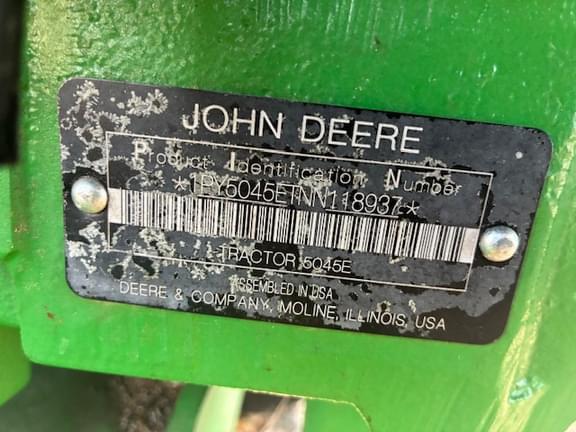 JOHN DEERE
Product Identification Number
*1PY5045ETNN118937*
TRACTOR 5045E
ASSEMBLED IN USA
DEERE & COMPANY, MOLINE, ILLINOIS, USA